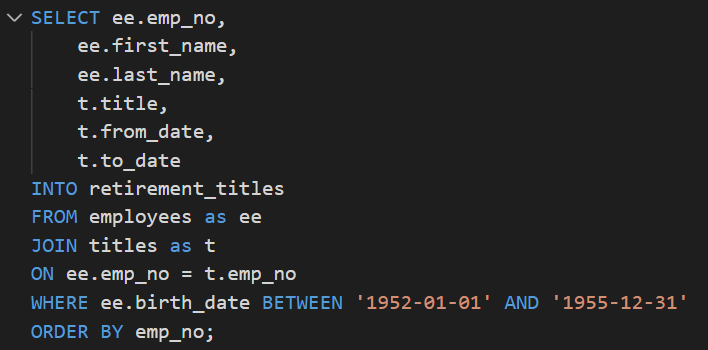 SELECT ee.emp_no,
    ee.first_name,
    ee.last_name,
    t.title,
    t.from_date,
    t.to_date
INTO retirement_titles
FROM employees as ee
JOIN titles as t
ON ee.emp_no = t.emp_no
WHERE ee.birth_date BETWEEN '1952-01-01' AND '1955-12-31'
ORDER BY emp_no;